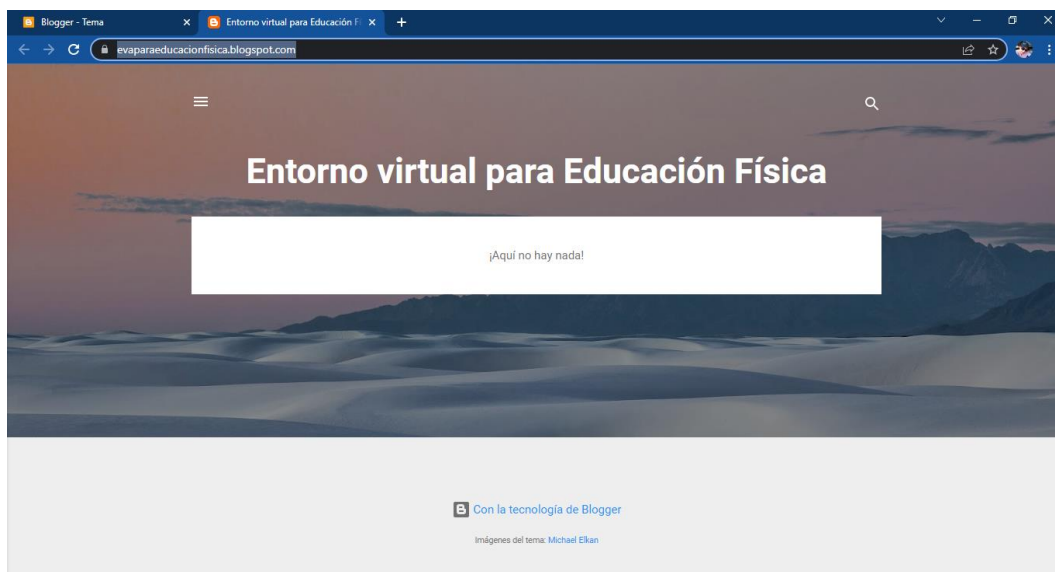 Blogger - Tema
Entorno virtual para Educación Fí
evaparaeducacionfisica.blogspot.com
Entorno virtual para Educación Física
¡Aquí no hay nada!
Con la tecnología de Blogger
Imágenes del tema: Michael Elkan